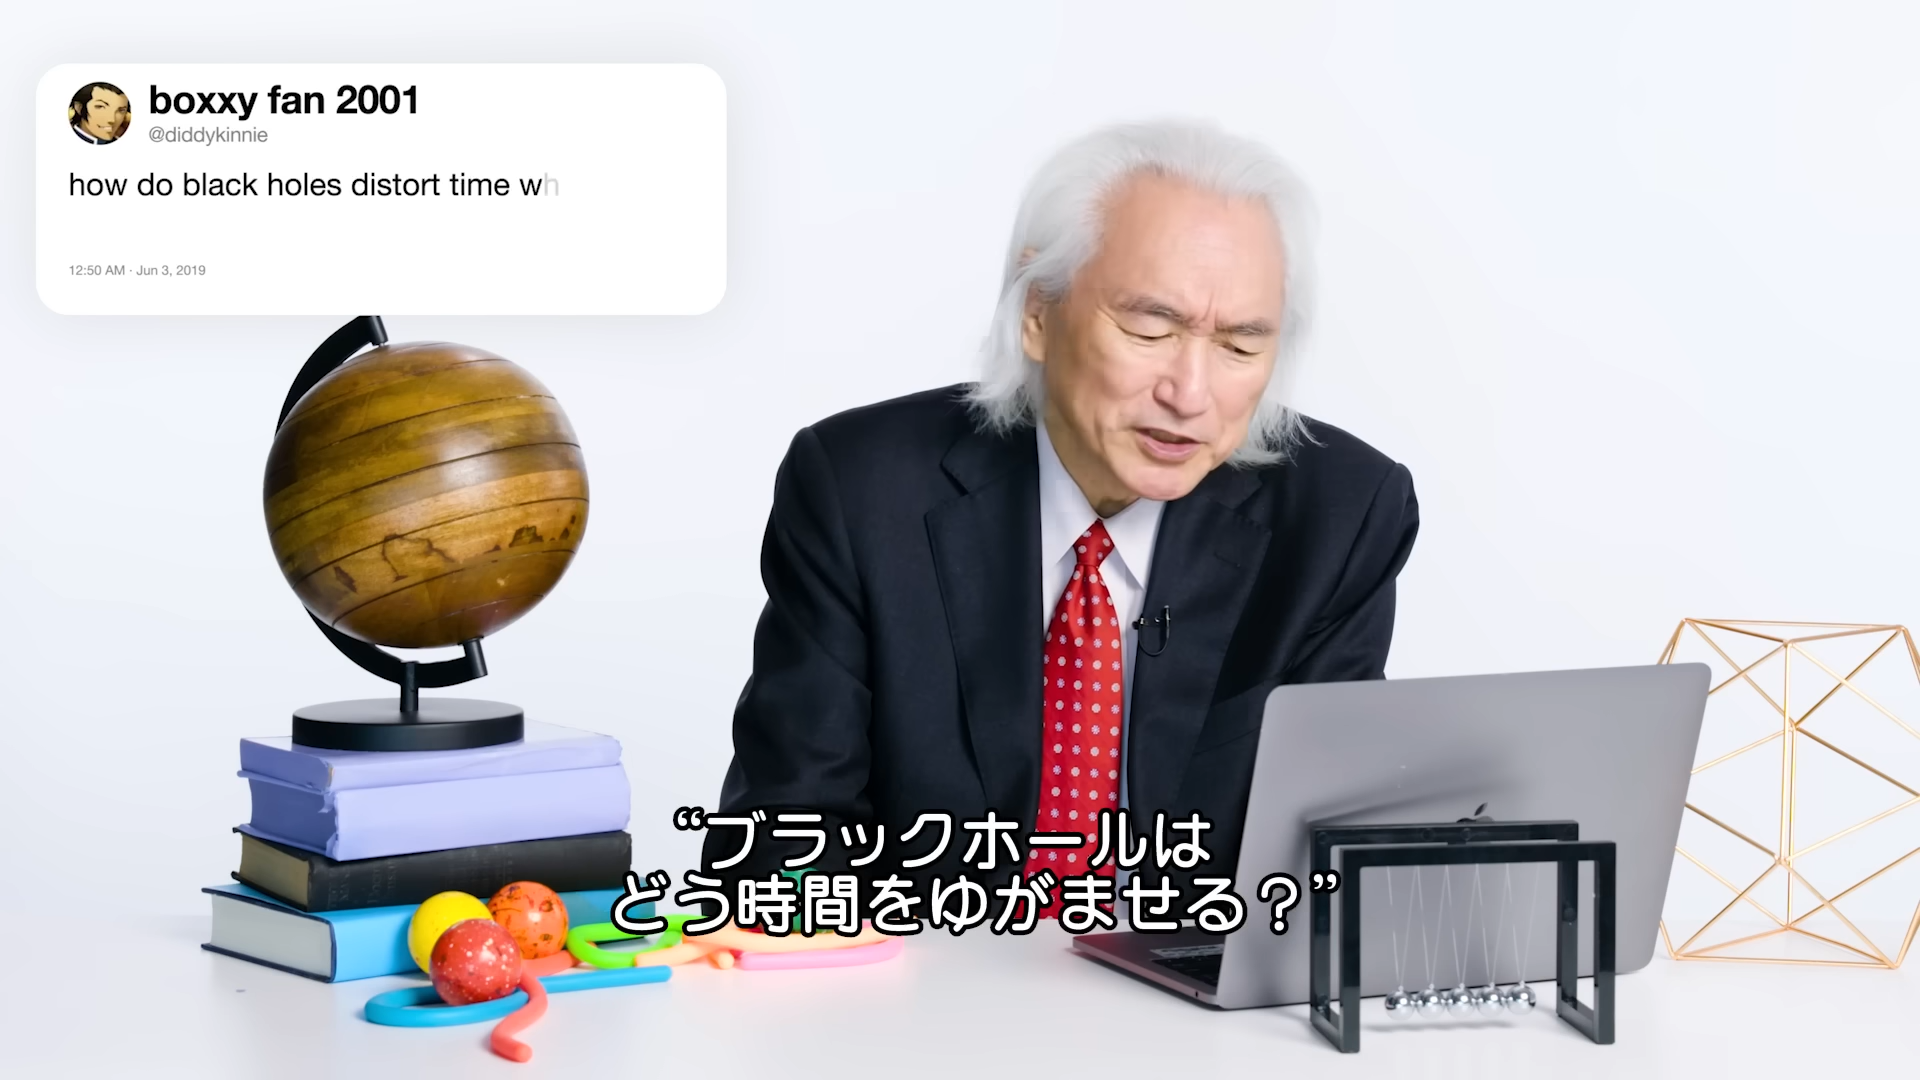 boxxy fan 2001
@diddykinnie
how do black holes distort time wh
12:50 AM · Jun 3, 2019
“ブラックホールは
どう時間をゆがませる？”